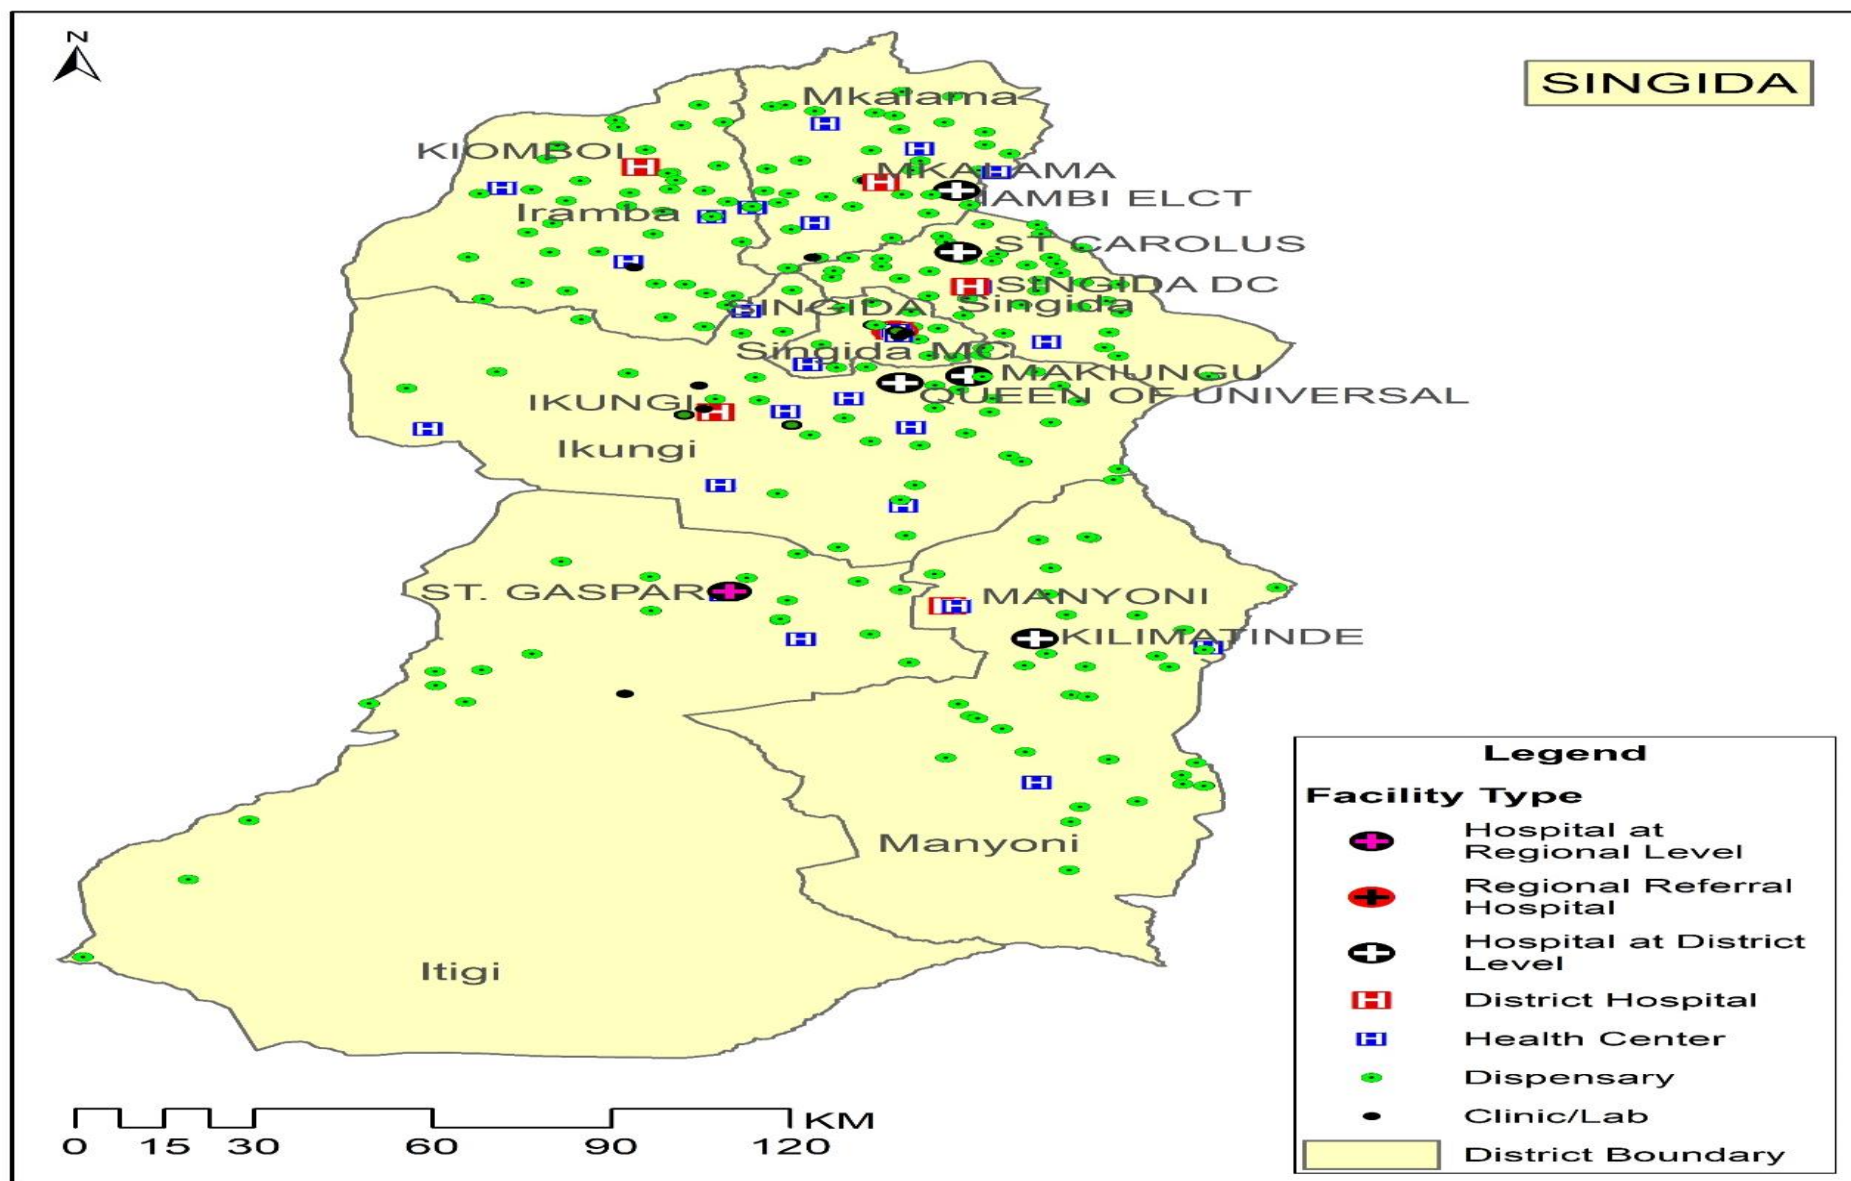 N
SINGIDA
Mkalama
KIOMBOI
MKALAMA
IAMBI ELCT
Iramba
ST CAROLUS
SINGIDA DC
Singida
SINGIDA
Singida MC
MAKIUNGU
QUEEN OF UNIVERSAL
IKUNGI
Ikungi
ST. GASPAR
MANYONI
KILIMATINDE
Manyoni
Itigi
Legend
Facility Type
Hospital at
Regional Level
Regional Referral
Hospital
Hospital at District
Level
District Hospital
Health Center
Dispensary
Clinic/Lab
District Boundary
KM
0 15 30 60 90 120